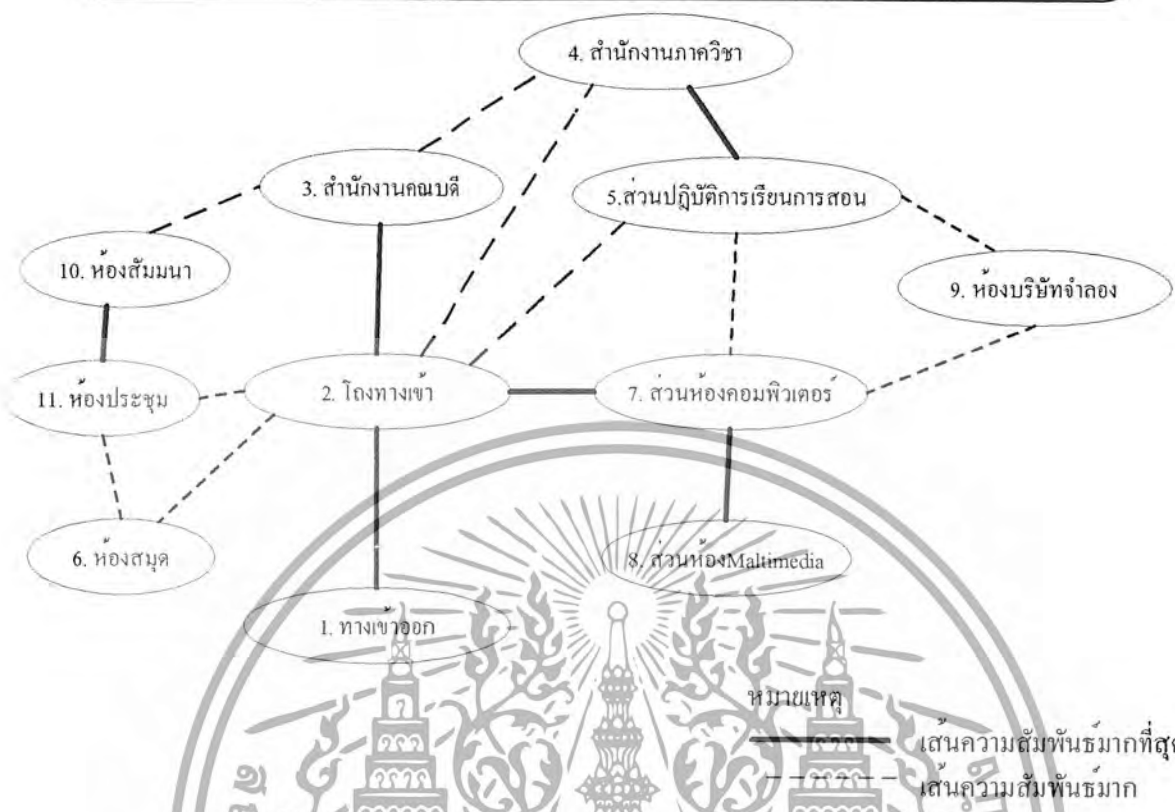 4. สำนักงานภาควิชา
3. สำนักงานคณบดี
5.ส่วนปฎิบัติการเรียนการสอน
10. ห้องสัมมนา
9. ห้องบริษัทจำลอง
11. ห้องประชุม
2. โถงทางเข้า
7. ส่วนห้องคอมพิวเตอร์
6. ห้องสมุด
8. ส่วนห้องMaltimedia
1. ทางเข้าออก
หมายเหตุ
เส้นความสัมพันธ์มากที่สุด
เส้นความสัมพันธ์มาก